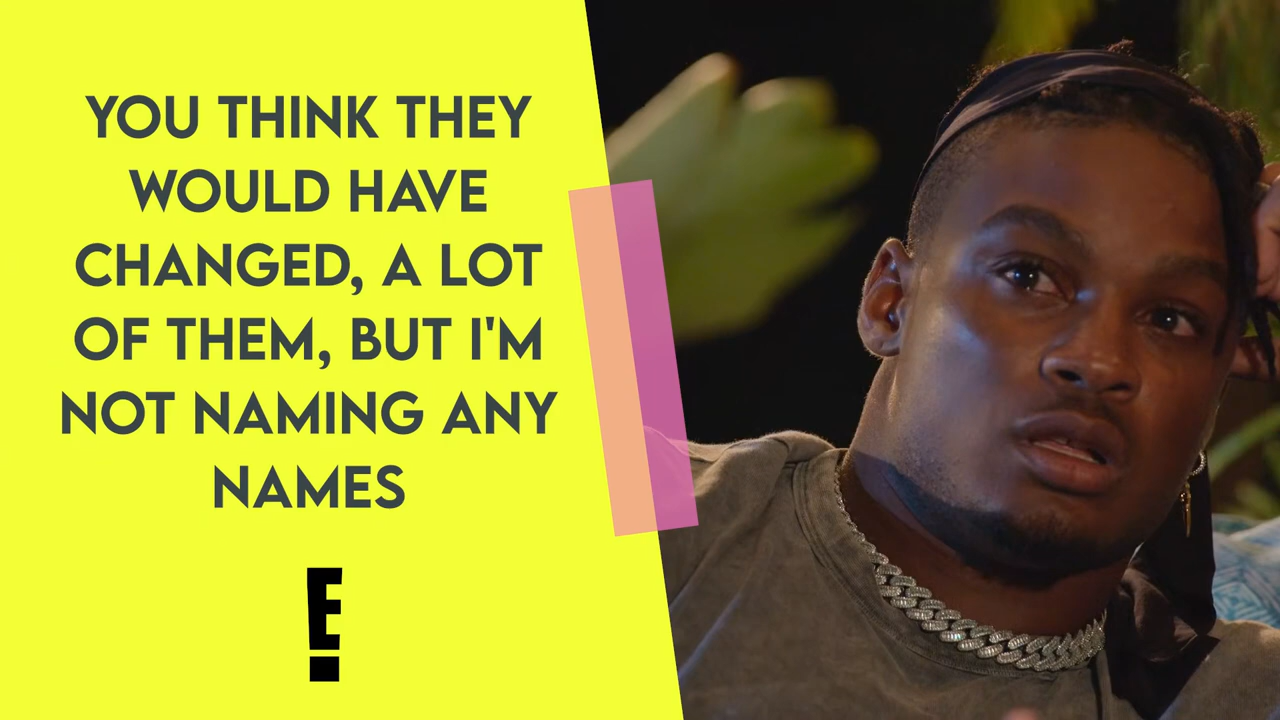 YOU THINK THEY
WOULD HAVE
CHANGED, A LOT
OF THEM, BUT I'M
NOT NAMING ANY
NAMES
E!